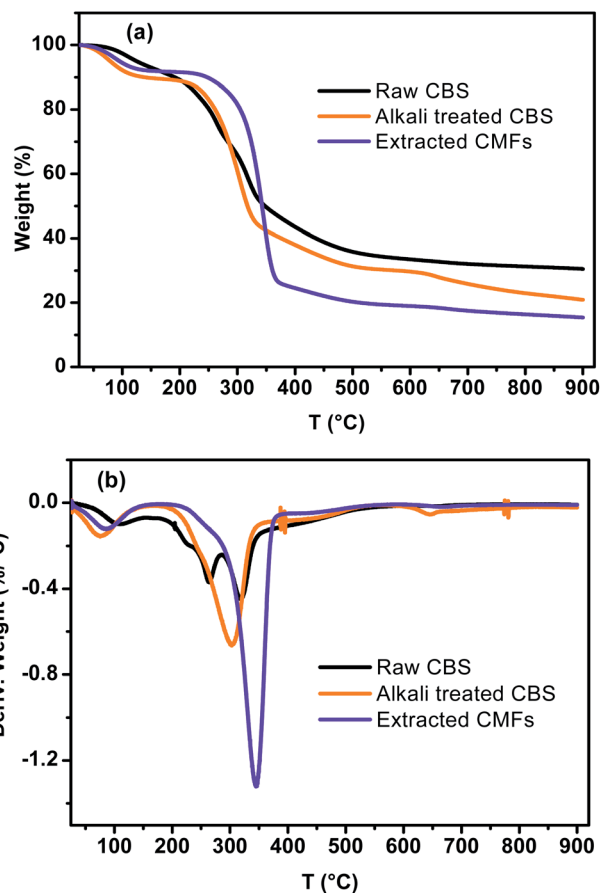 (a)
100
80
60
40
20
0
Weight (%)
Raw CBS
Alkali treated CBS
Extracted CMFs
100 200 300 400 500 600 700 800 900
T (°C)
(b)
0.0
-0.4
-0.8
-1.2
Weight
Raw CBS
Alkali treated CBS
Extracted CMFs
100 200 300 400 500 600 700 800 900
T (°C)